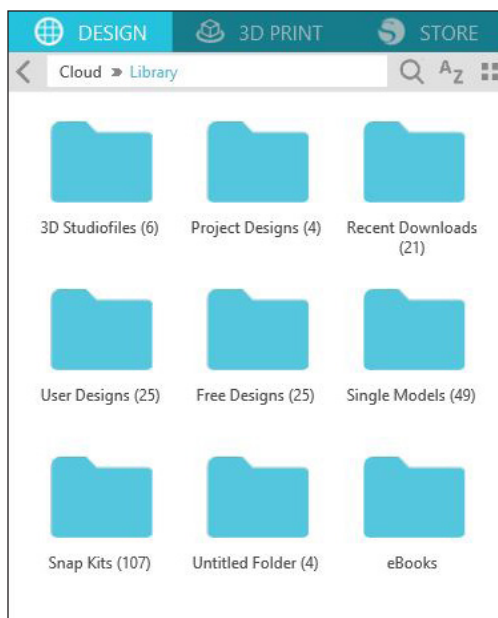 DESIGN 3D PRINT STORE
Cloud Library AZ
3D Studiofiles (6) Project Designs (4) Recent Downloads
(21)
User Designs (25) Free Designs (25) Single Models (49)
Snap Kits (107) Untitled Folder (4) eBooks